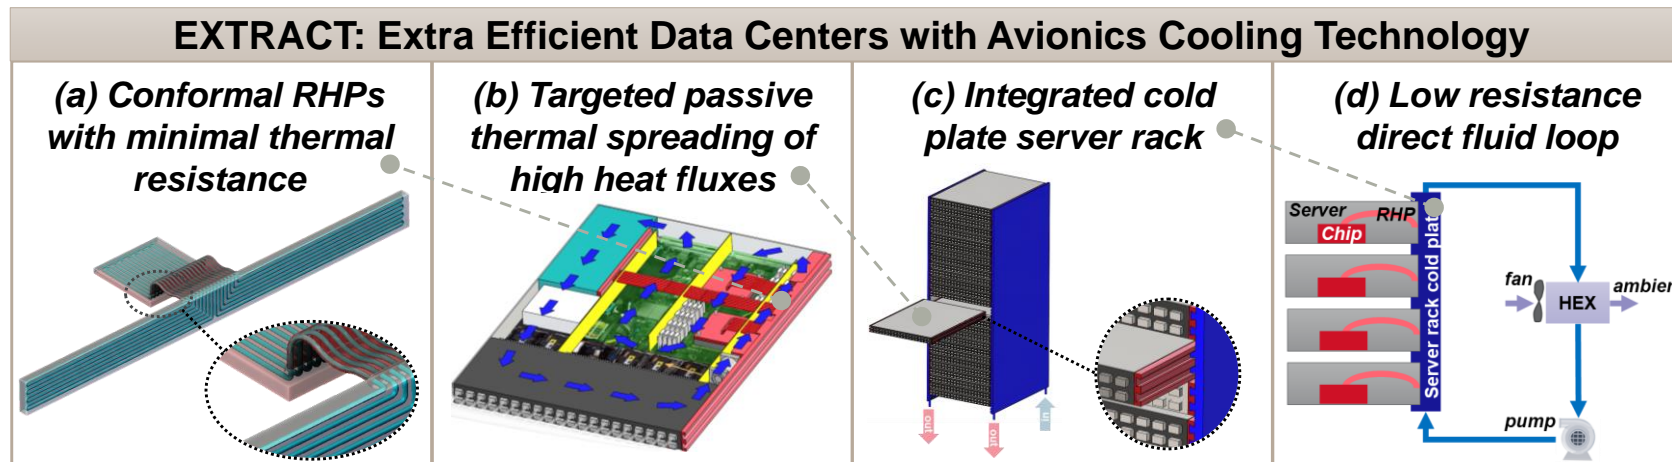 EXTRACT: Extra Efficient Data Centers with Avionics Cooling Technology
(a) Conformal RHPs
with minimal thermal
resistance
(b) Targeted passive
thermal spreading of
high heat fluxes
(c) Integrated cold
plate server rack
out
out
in
(d) Low resistance
direct fluid loop
Server
RHP
Chip
Server rack cold plate
fan
HEX
ambien
pump